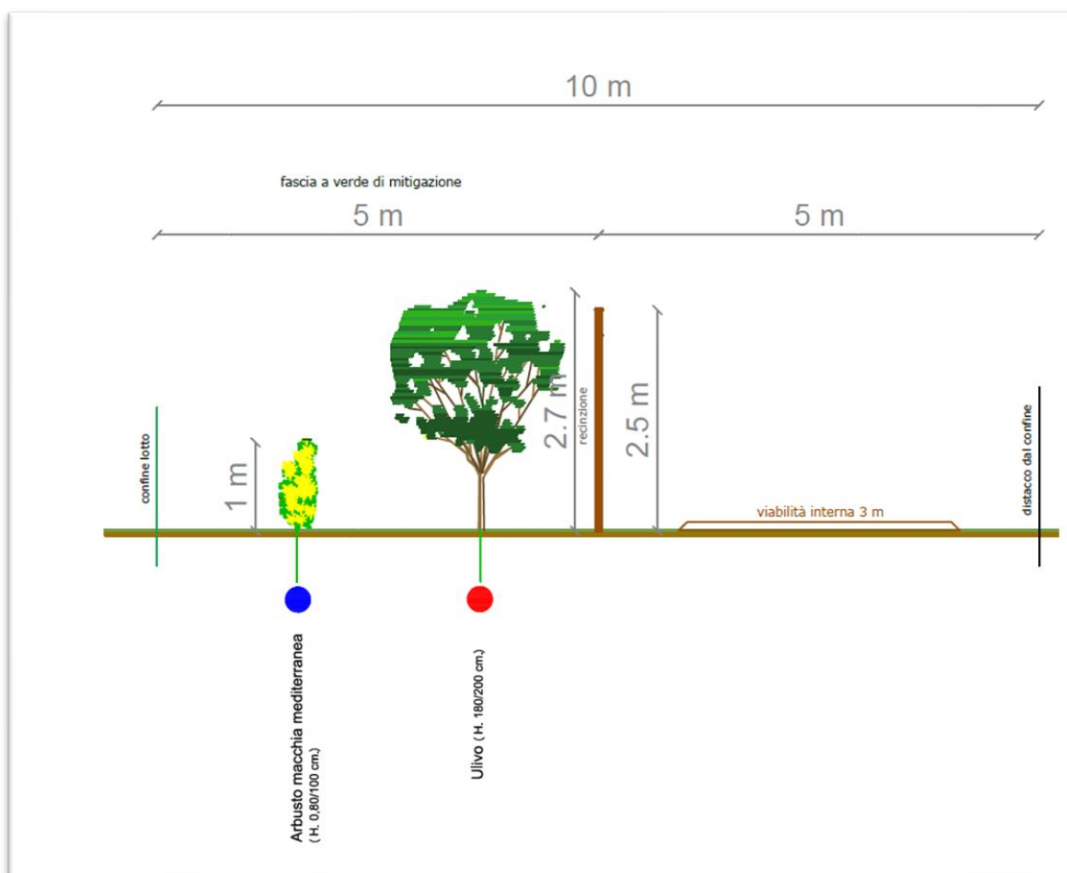 10 m
fascia a verde di mitigazione
5 m
5 m
confine lotto
1 m
2.7 m
recinzione
2.5 m
viabilità interna 3 m
distacco dal confine
Arbusto macchia mediterranea
( H. 0,80/100 cm.)
Ulivo ( H. 180/200 cm.)